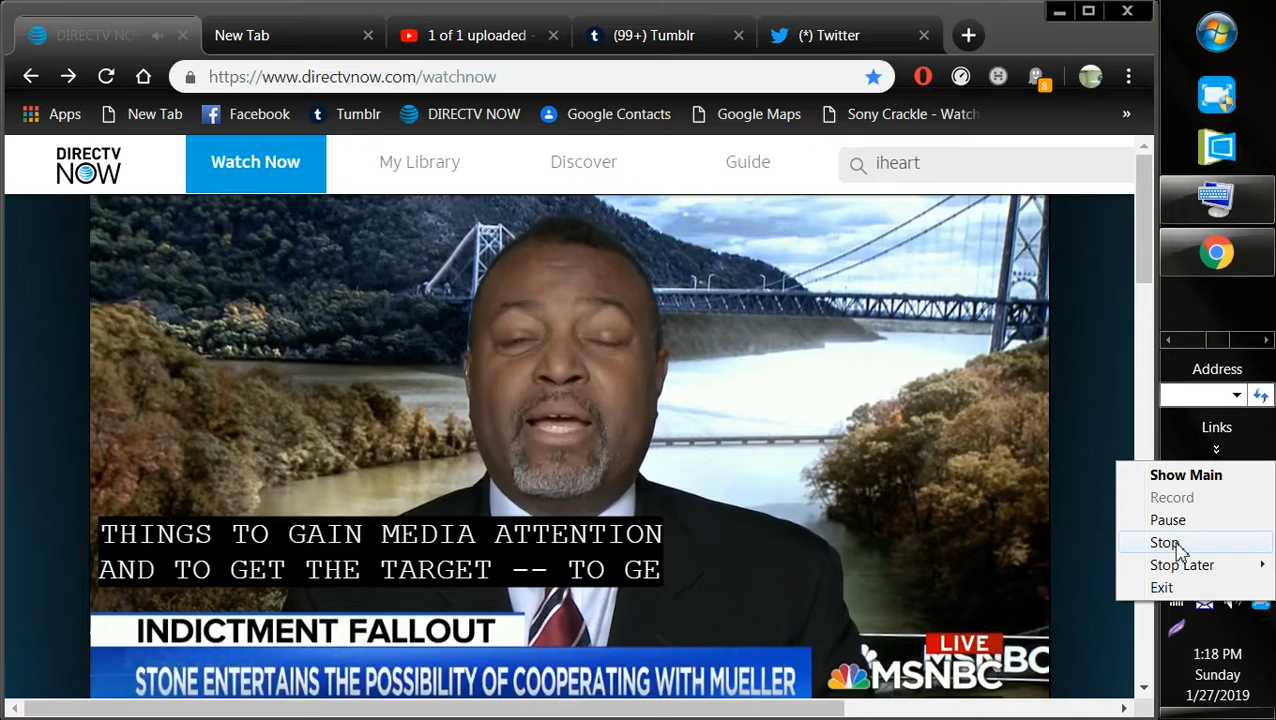 DIRECTV NO
New Tab
1 of 1 uploaded -
(99+) Tumblr
(*) Twitter
https://www.directvnow.com/watchnow
8
Apps
New Tab
Facebook
Tumblr
DIRECTV NOW
Google Contacts
Google Maps
Sony Crackle - Watch
»
DIRECTV
NOW
Watch Now
My Library
Discover
Guide
iheart
THINGS TO GAIN MEDIA ATTENTION
AND TO GET THE TARGET -- TO GE
INDICTMENT FALLOUT
STONE ENTERTAINS THE POSSIBILITY OF COOPERATING WITH MUELLER
LIVE
MSNBC
MSNBC
Address
Links
Show Main
Record
Pause
Stop
Stop Later
Exit
1:18 PM
Sunday
1/27/2019